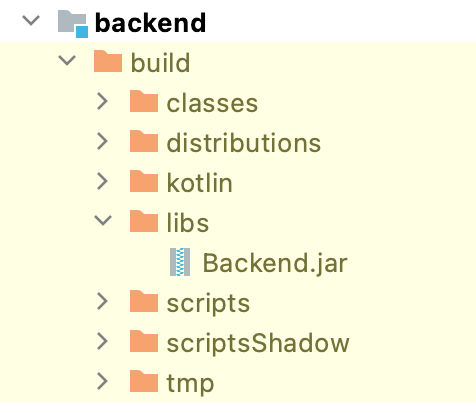 backend
build
classes
distributions
kotlin
libs
Backend.jar
scripts
scriptsShadow
tmp